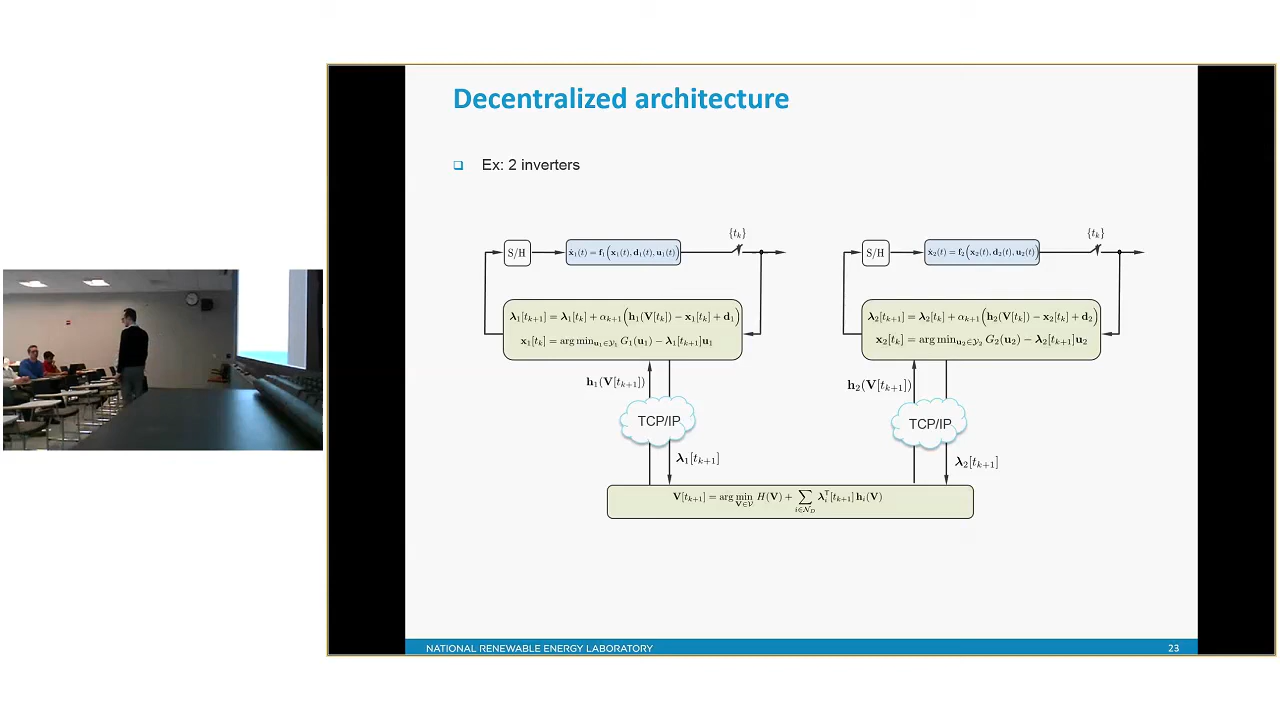 Decentralized architecture
Ex: 2 inverters
{t_k}
S/H
ẋ₁(t) = f₁(x₁(t), d₁(t), u₁(t))
λ₁[t_{k+1}] = λ₁[t_k] + α_{k+1}(h₁(V[t_k]) − x₁[t_k] + d₁)
x₁[t_k] = arg min_{u₁∈𝒴₁} G₁(u₁) − λ₁[t_{k+1}]u₁
h₁(V[t_{k+1}])
TCP/IP
λ₁[t_{k+1}]
{t_k}
S/H
ẋ₂(t) = f₂(x₂(t), d₂(t), u₂(t))
λ₂[t_{k+1}] = λ₂[t_k] + α_{k+1}(h₂(V[t_k]) − x₂[t_k] + d₂)
x₂[t_k] = arg min_{u₂∈𝒴₂} G₂(u₂) − λ₂[t_{k+1}]u₂
h₂(V[t_{k+1}])
TCP/IP
λ₂[t_{k+1}]
V[t_{k+1}] = arg min_{V∈𝒱} H(V) + ∑_{i∈𝒩_D} λᵢᵀ[t_{k+1}] hᵢ(V)
NATIONAL RENEWABLE ENERGY LABORATORY
23